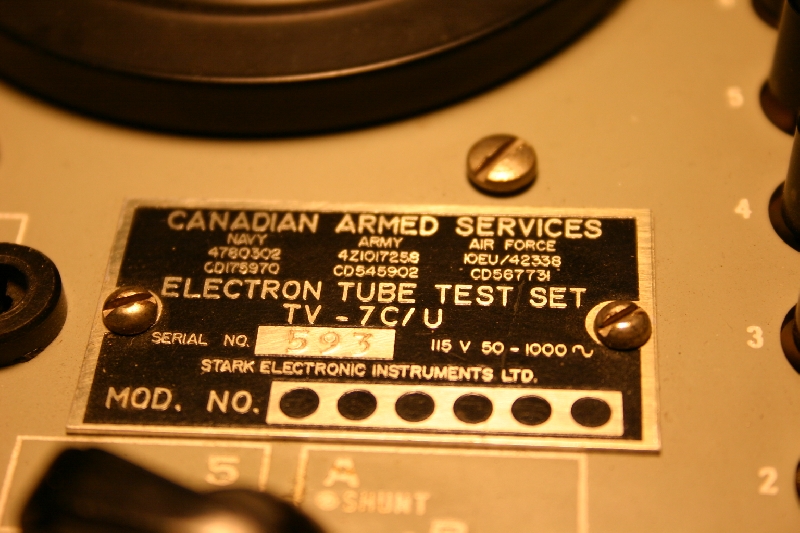 5
4
CANADIAN ARMED SERVICES
NAVY ARMY AIR FORCE
4780302 4Z1017258 10EU/42338
CD175970 CD545902 CD567731
ELECTRON TUBE TEST SET
TV - 7C/U
SERIAL NO. 593 115 V 50 - 1000 ~
STARK ELECTRONIC INSTRUMENTS LTD.
MOD. NO.
3
5 A
SHUNT
2